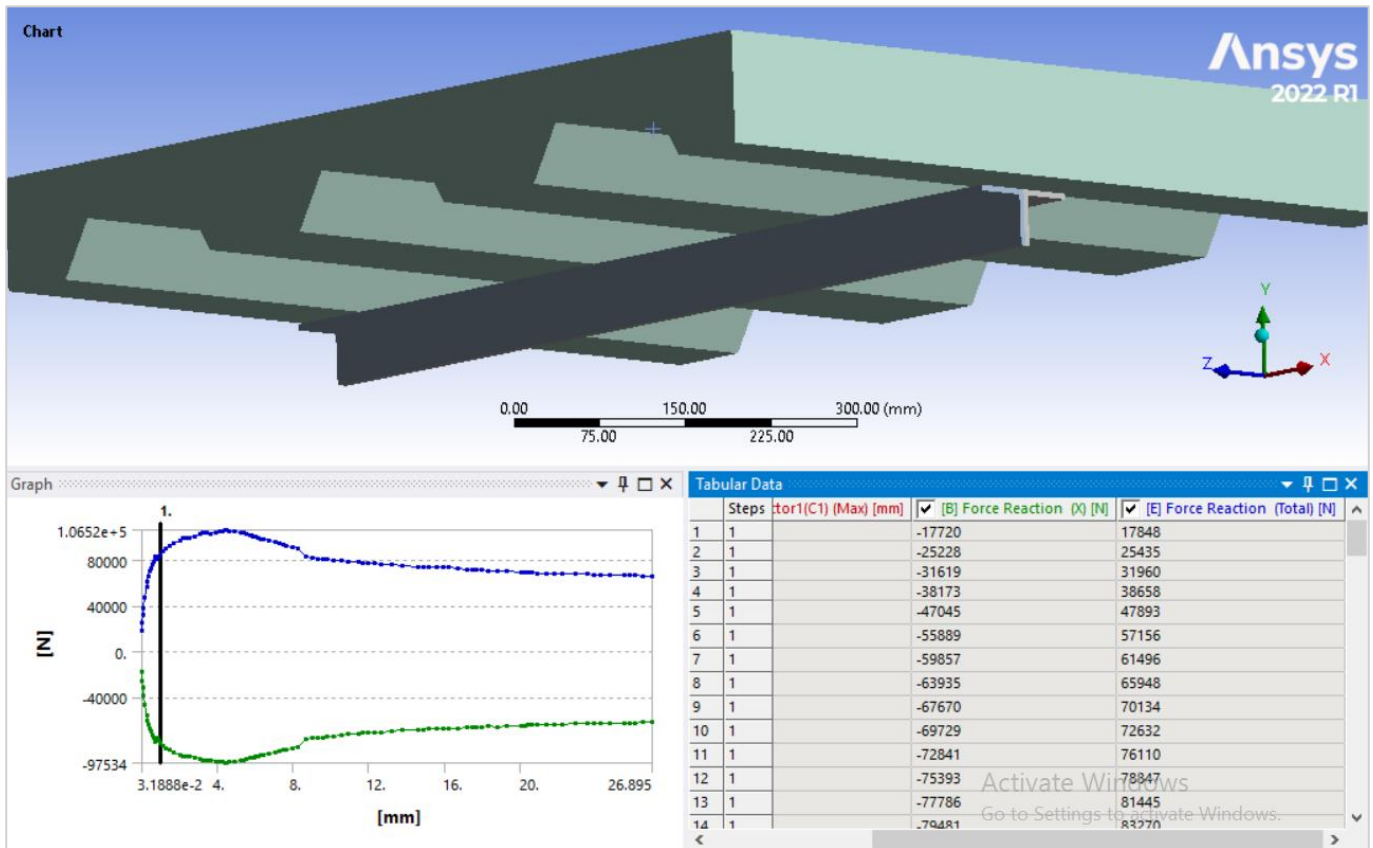 Chart
Ansys
2022 R1
Y
Z
X
0.00 150.00 300.00 (mm)
75.00 225.00
Graph
1.
1.0652e+5
80000
40000
0.
-40000
-97534
[N]
3.1888e-2 4. 8. 12. 16. 20. 26.895
[mm]
Tabular Data
Steps tor1(C1) (Max) [mm] [B] Force Reaction (X) [N] [E] Force Reaction (Total) [N]
1 1 -17720 17848
2 1 -25228 25435
3 1 -31619 31960
4 1 -38173 38658
5 1 -47045 47893
6 1 -55889 57156
7 1 -59857 61496
8 1 -63935 65948
9 1 -67670 70134
10 1 -69729 72632
11 1 -72841 76110
12 1 -75393 78847
13 1 -77786 81445
14 1 -79481 83270
Activate Windows
Go to Settings to activate Windows.